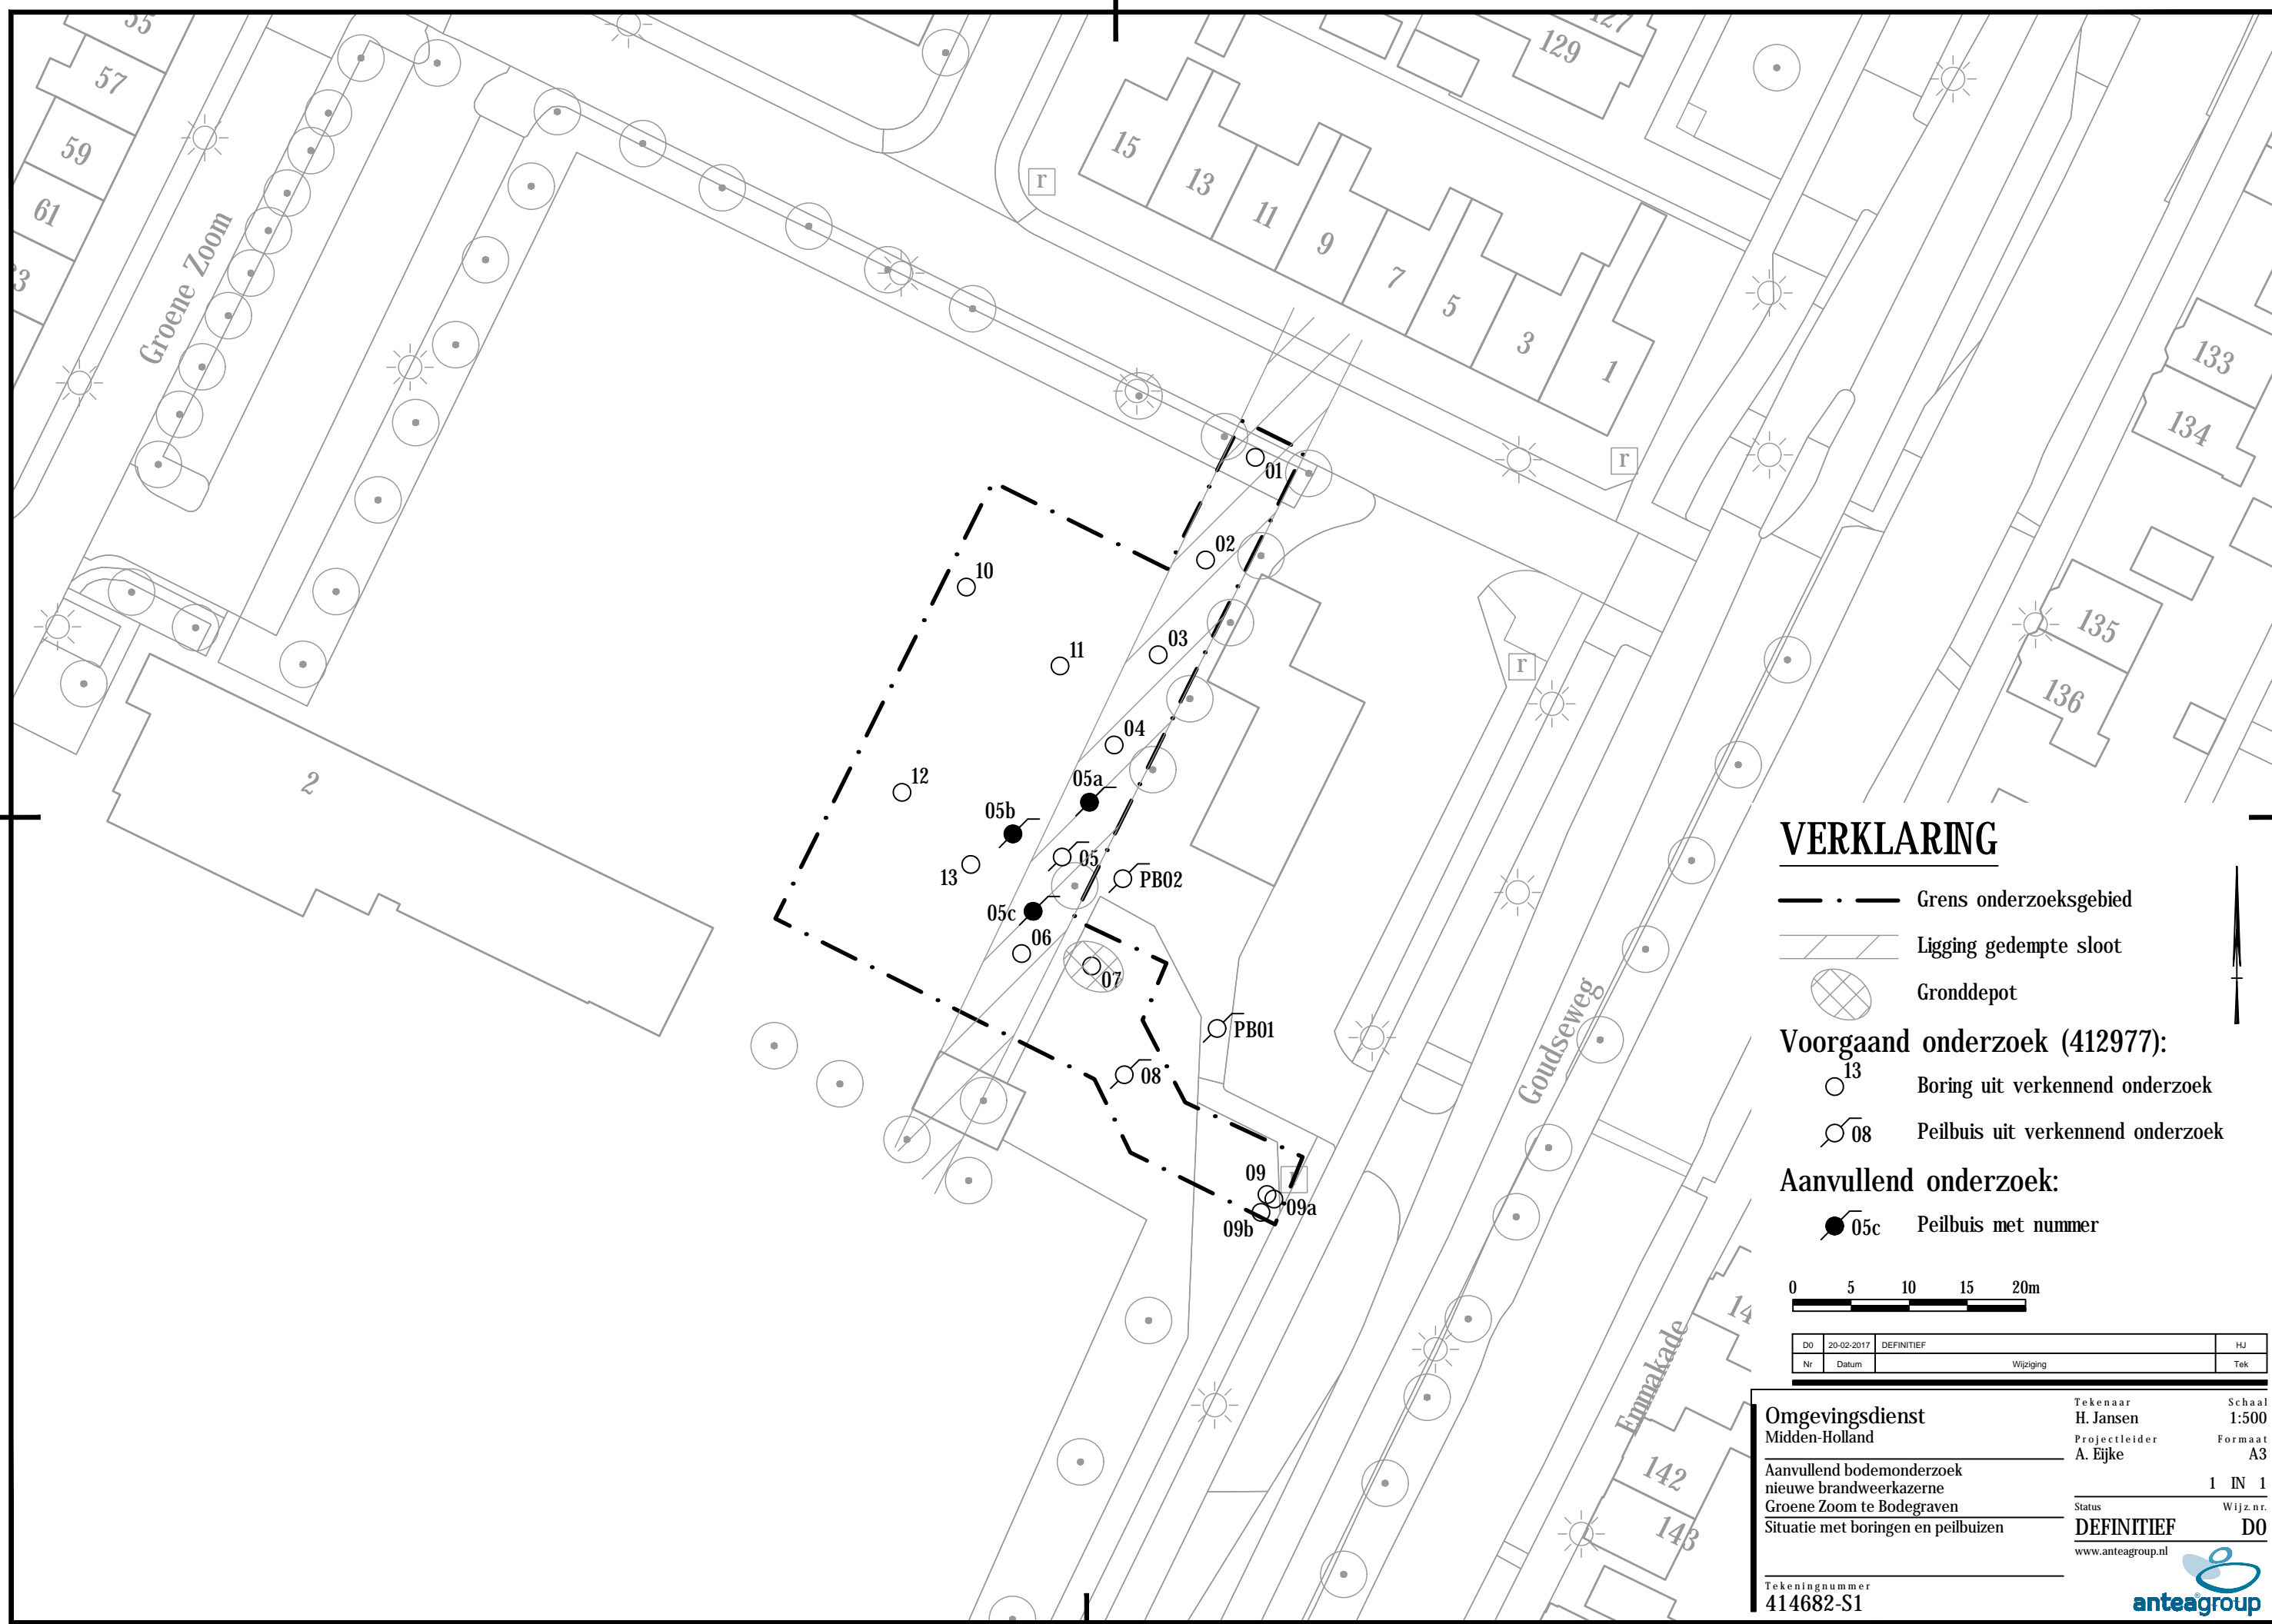 55
57
59
61
Groene Zoom
2
15
13
11
9
7
5
3
1
127
129
133
134
135
136
r
r
r
01
02
03
04
05a
05b
05
05c
06
07
08
09
09a
09b
10
11
12
13
PB02
PB01
Goudseweg
Emmakade
142
143
VERKLARING
Grens onderzoeksgebied
Ligging gedempte sloot
Gronddepot
Voorgaand onderzoek (412977):
13 Boring uit verkennend onderzoek
08 Peilbuis uit verkennend onderzoek
Aanvullend onderzoek:
05c Peilbuis met nummer
0 5 10 15 20m
D0 20-02-2017 DEFINITIEF HJ
Nr Datum Wijziging Tek
Omgevingsdienst
Midden-Holland
Aanvullend bodemonderzoek
nieuwe brandweerkazerne
Groene Zoom te Bodegraven
Situatie met boringen en peilbuizen
Tekeningnummer
414682-S1
Tekenaar Schaal
H. Jansen 1:500
Projectleider Formaat
A. Eijke A3
1 IN 1
Status Wijz.nr.
DEFINITIEF D0
www.anteagroup.nl
anteagroup